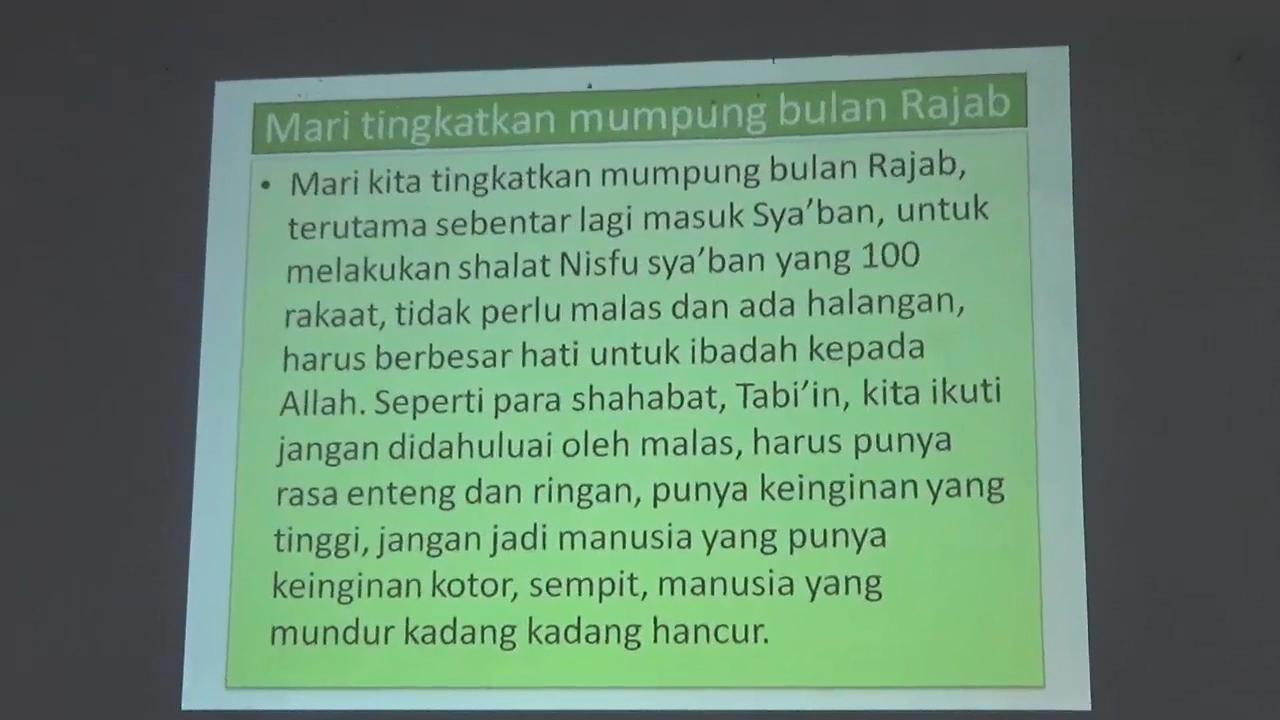 Mari tingkatkan mumpung bulan Rajab
• Mari kita tingkatkan mumpung bulan Rajab,
terutama sebentar lagi masuk Sya’ban, untuk
melakukan shalat Nisfu sya’ban yang 100
rakaat, tidak perlu malas dan ada halangan,
harus berbesar hati untuk ibadah kepada
Allah. Seperti para shahabat, Tabi’in, kita ikuti
jangan didahuluai oleh malas, harus punya
rasa enteng dan ringan, punya keinginan yang
tinggi, jangan jadi manusia yang punya
keinginan kotor, sempit, manusia yang
mundur kadang kadang hancur.